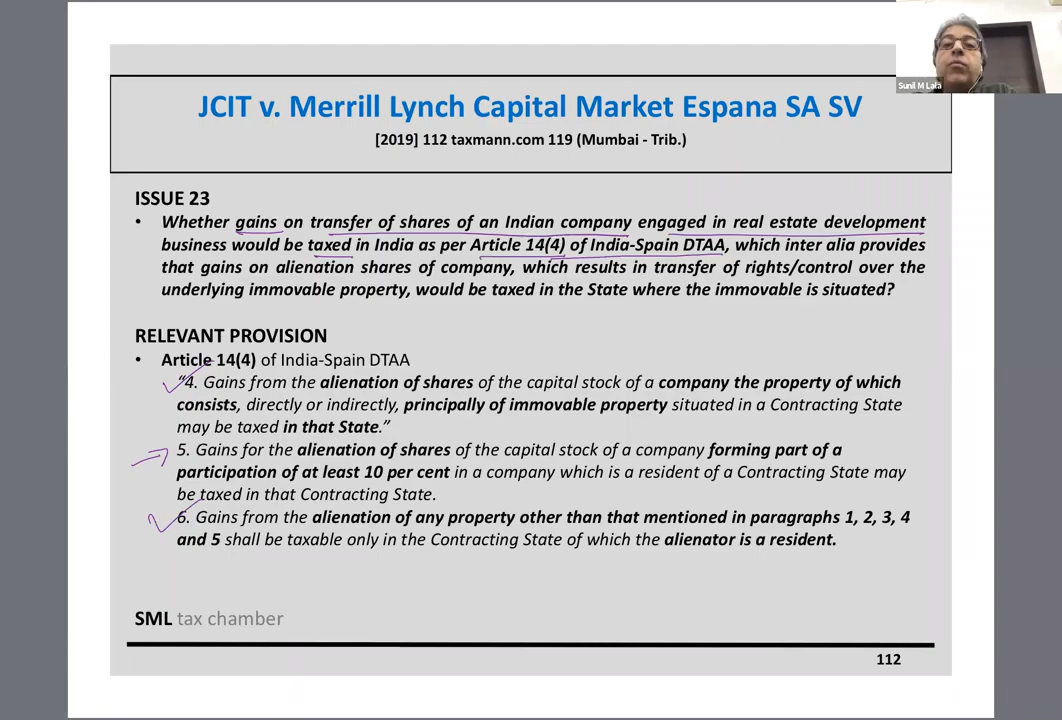 Sunil M Lala
JCIT v. Merrill Lynch Capital Market Espana SA SV
[2019] 112 taxmann.com 119 (Mumbai - Trib.)
ISSUE 23
• Whether gains on transfer of shares of an Indian company engaged in real estate development
business would be taxed in India as per Article 14(4) of India-Spain DTAA, which inter alia provides
that gains on alienation shares of company, which results in transfer of rights/control over the
underlying immovable property, would be taxed in the State where the immovable is situated?
RELEVANT PROVISION
• Article 14(4) of India-Spain DTAA
“4. Gains from the alienation of shares of the capital stock of a company the property of which
consists, directly or indirectly, principally of immovable property situated in a Contracting State
may be taxed in that State.”
5. Gains for the alienation of shares of the capital stock of a company forming part of a
participation of at least 10 per cent in a company which is a resident of a Contracting State may
be taxed in that Contracting State.
6. Gains from the alienation of any property other than that mentioned in paragraphs 1, 2, 3, 4
and 5 shall be taxable only in the Contracting State of which the alienator is a resident.
SML tax chamber
112